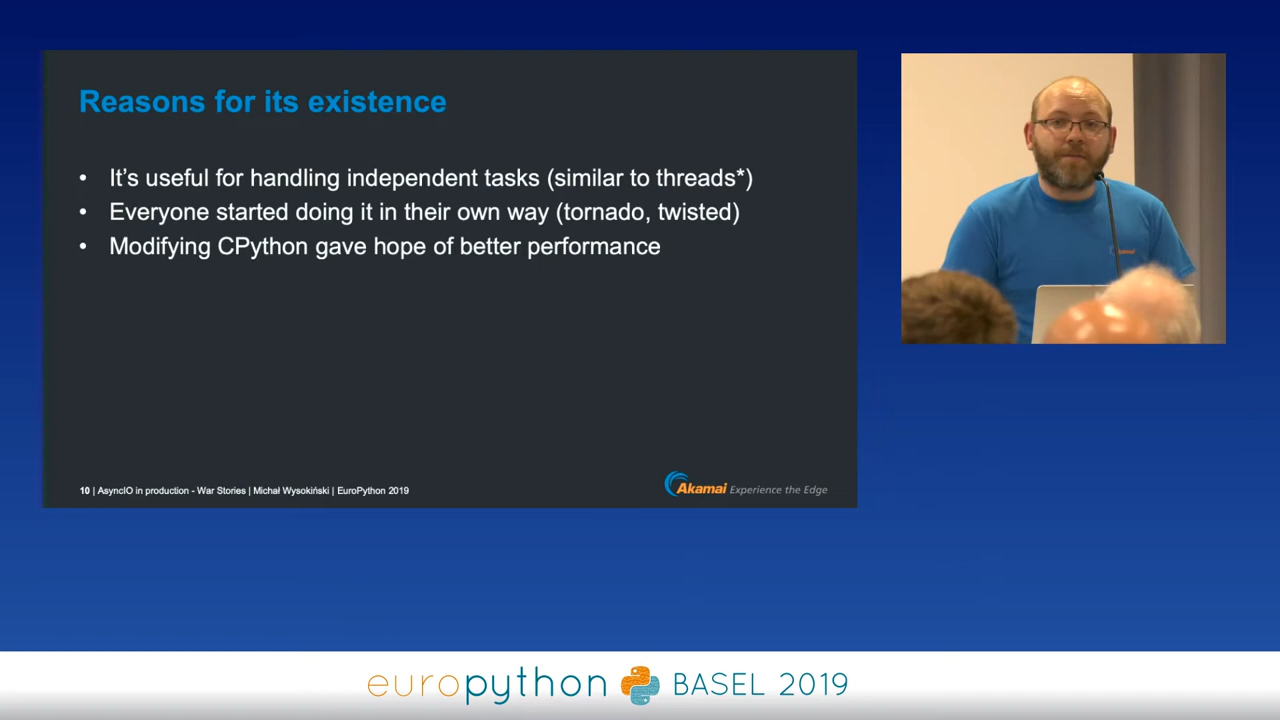 Reasons for its existence
• It's useful for handling independent tasks (similar to threads*)
• Everyone started doing it in their own way (tornado, twisted)
• Modifying CPython gave hope of better performance
10 | AsyncIO in production - War Stories | Michał Wysokiński | EuroPython 2019
Akamai Experience the Edge
Akamai
europython BASEL 2019